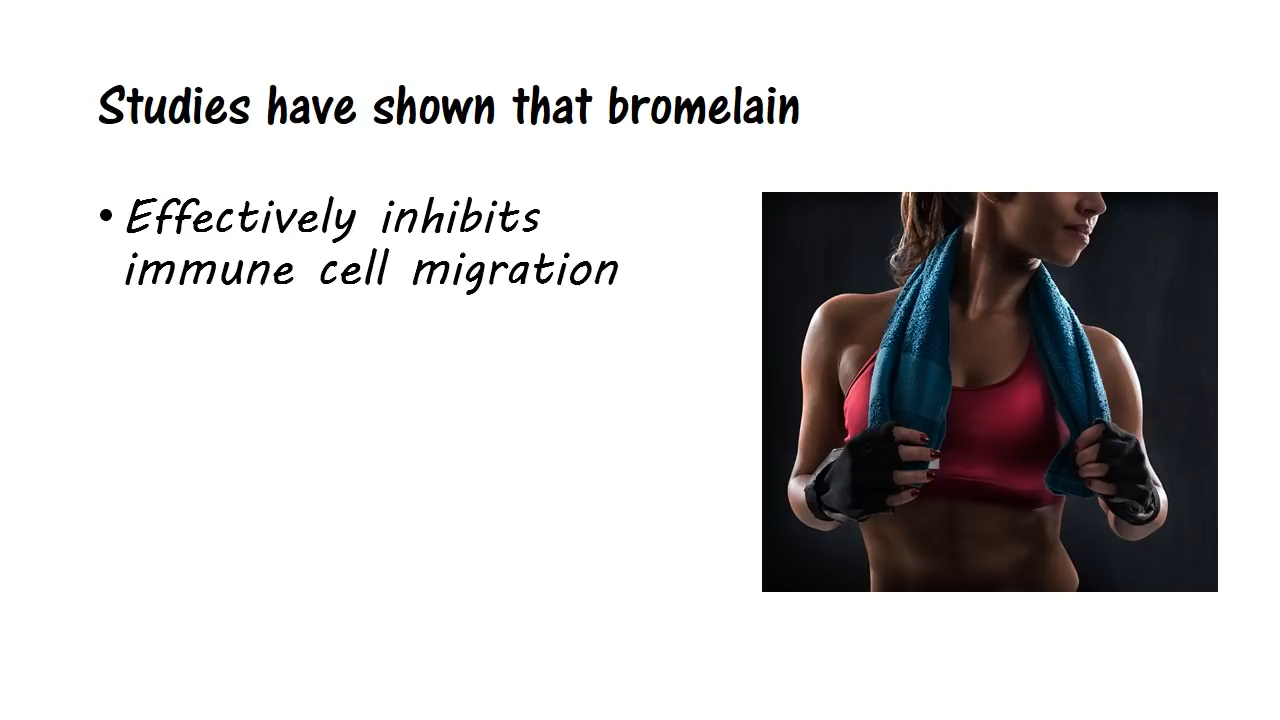 Studies have shown that bromelain
• Effectively inhibits
immune cell migration